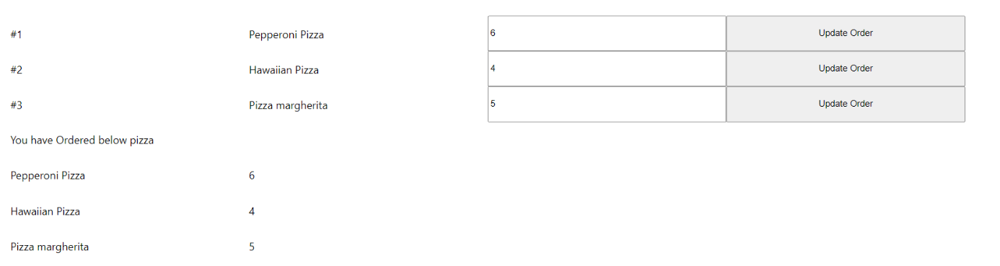 #1 Pepperoni Pizza 6 Update Order
#2 Hawaiian Pizza 4 Update Order
#3 Pizza margherita 5 Update Order
You have Ordered below pizza
Pepperoni Pizza 6
Hawaiian Pizza 4
Pizza margherita 5